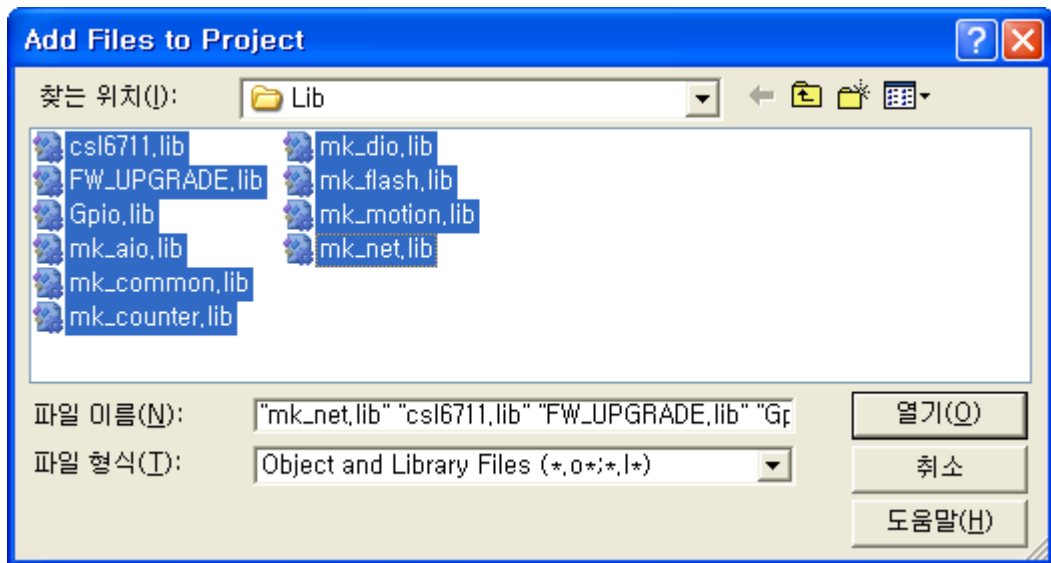 Add Files to Project
찾는 위치(I): Lib
csl6711,lib mk_dio,lib
FW_UPGRADE,lib mk_flash,lib
Gpio,lib mk_motion,lib
mk_aio,lib mk_net,lib
mk_common,lib
mk_counter,lib
파일 이름(N): "mk_net,lib" "csl6711,lib" "FW_UPGRADE,lib" "Gp 열기(O)
파일 형식(T): Object and Library Files (*,o*;*,l*) 취소
도움말(H)